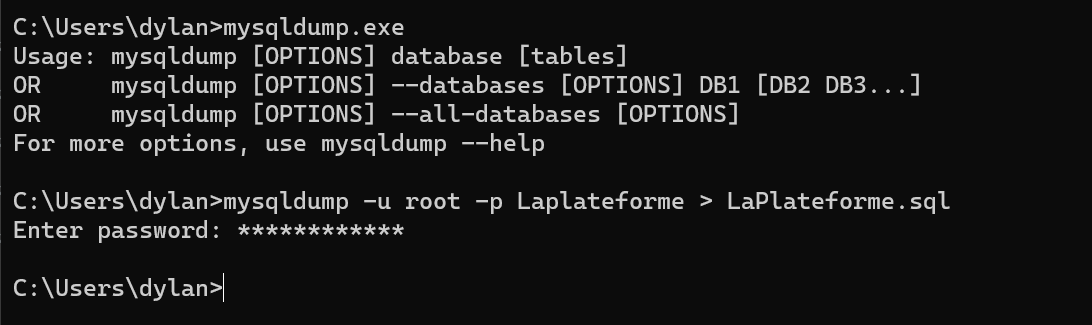 C:\Users\dylan>mysqldump.exe
Usage: mysqldump [OPTIONS] database [tables]
OR     mysqldump [OPTIONS] --databases [OPTIONS] DB1 [DB2 DB3...]
OR     mysqldump [OPTIONS] --all-databases [OPTIONS]
For more options, use mysqldump --help
C:\Users\dylan>mysqldump -u root -p Laplateforme > LaPlateforme.sql
Enter password: ************
C:\Users\dylan>